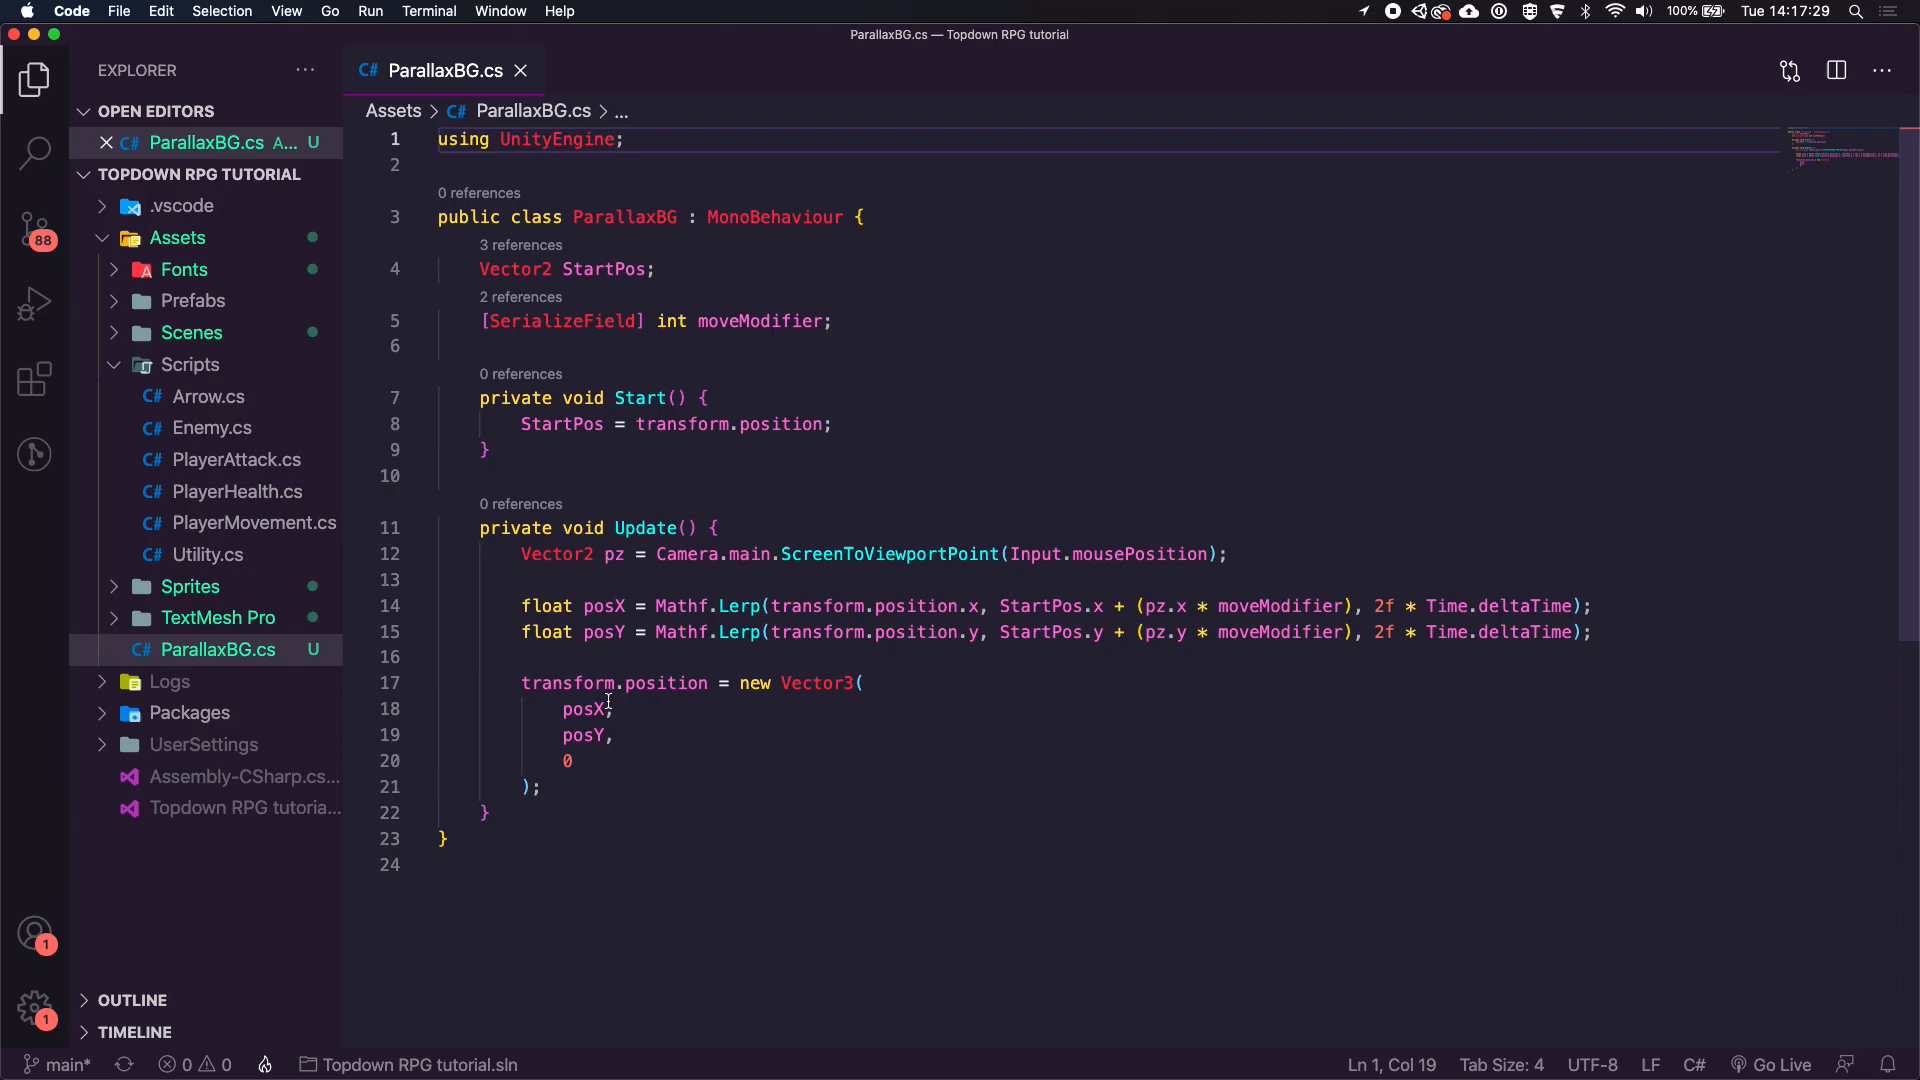 Code File Edit Selection View Go Run Terminal Window Help
100% Tue 14:17:29
ParallaxBG.cs — Topdown RPG tutorial
EXPLORER
OPEN EDITORS
C# ParallaxBG.cs A... U
TOPDOWN RPG TUTORIAL
.vscode
Assets
Fonts
Prefabs
Scenes
Scripts
C# Arrow.cs
C# Enemy.cs
C# PlayerAttack.cs
C# PlayerHealth.cs
C# PlayerMovement.cs
C# Utility.cs
Sprites
TextMesh Pro
C# ParallaxBG.cs U
Logs
Packages
UserSettings
Assembly-CSharp.cs...
Topdown RPG tutoria...
OUTLINE
TIMELINE
88
1
1
C# ParallaxBG.cs
Assets > C# ParallaxBG.cs > ...
1 using UnityEngine;
2
0 references
3 public class ParallaxBG : MonoBehaviour {
3 references
4 Vector2 StartPos;
2 references
5 [SerializeField] int moveModifier;
6
0 references
7 private void Start() {
8 StartPos = transform.position;
9 }
10
0 references
11 private void Update() {
12 Vector2 pz = Camera.main.ScreenToViewportPoint(Input.mousePosition);
13
14 float posX = Mathf.Lerp(transform.position.x, StartPos.x + (pz.x * moveModifier), 2f * Time.deltaTime);
15 float posY = Mathf.Lerp(transform.position.y, StartPos.y + (pz.y * moveModifier), 2f * Time.deltaTime);
16
17 transform.position = new Vector3(
18 posX,
19 posY,
20 0
21 );
22 }
23 }
24
main* 0 0 Topdown RPG tutorial.sln
Ln 1, Col 19 Tab Size: 4 UTF-8 LF C# Go Live